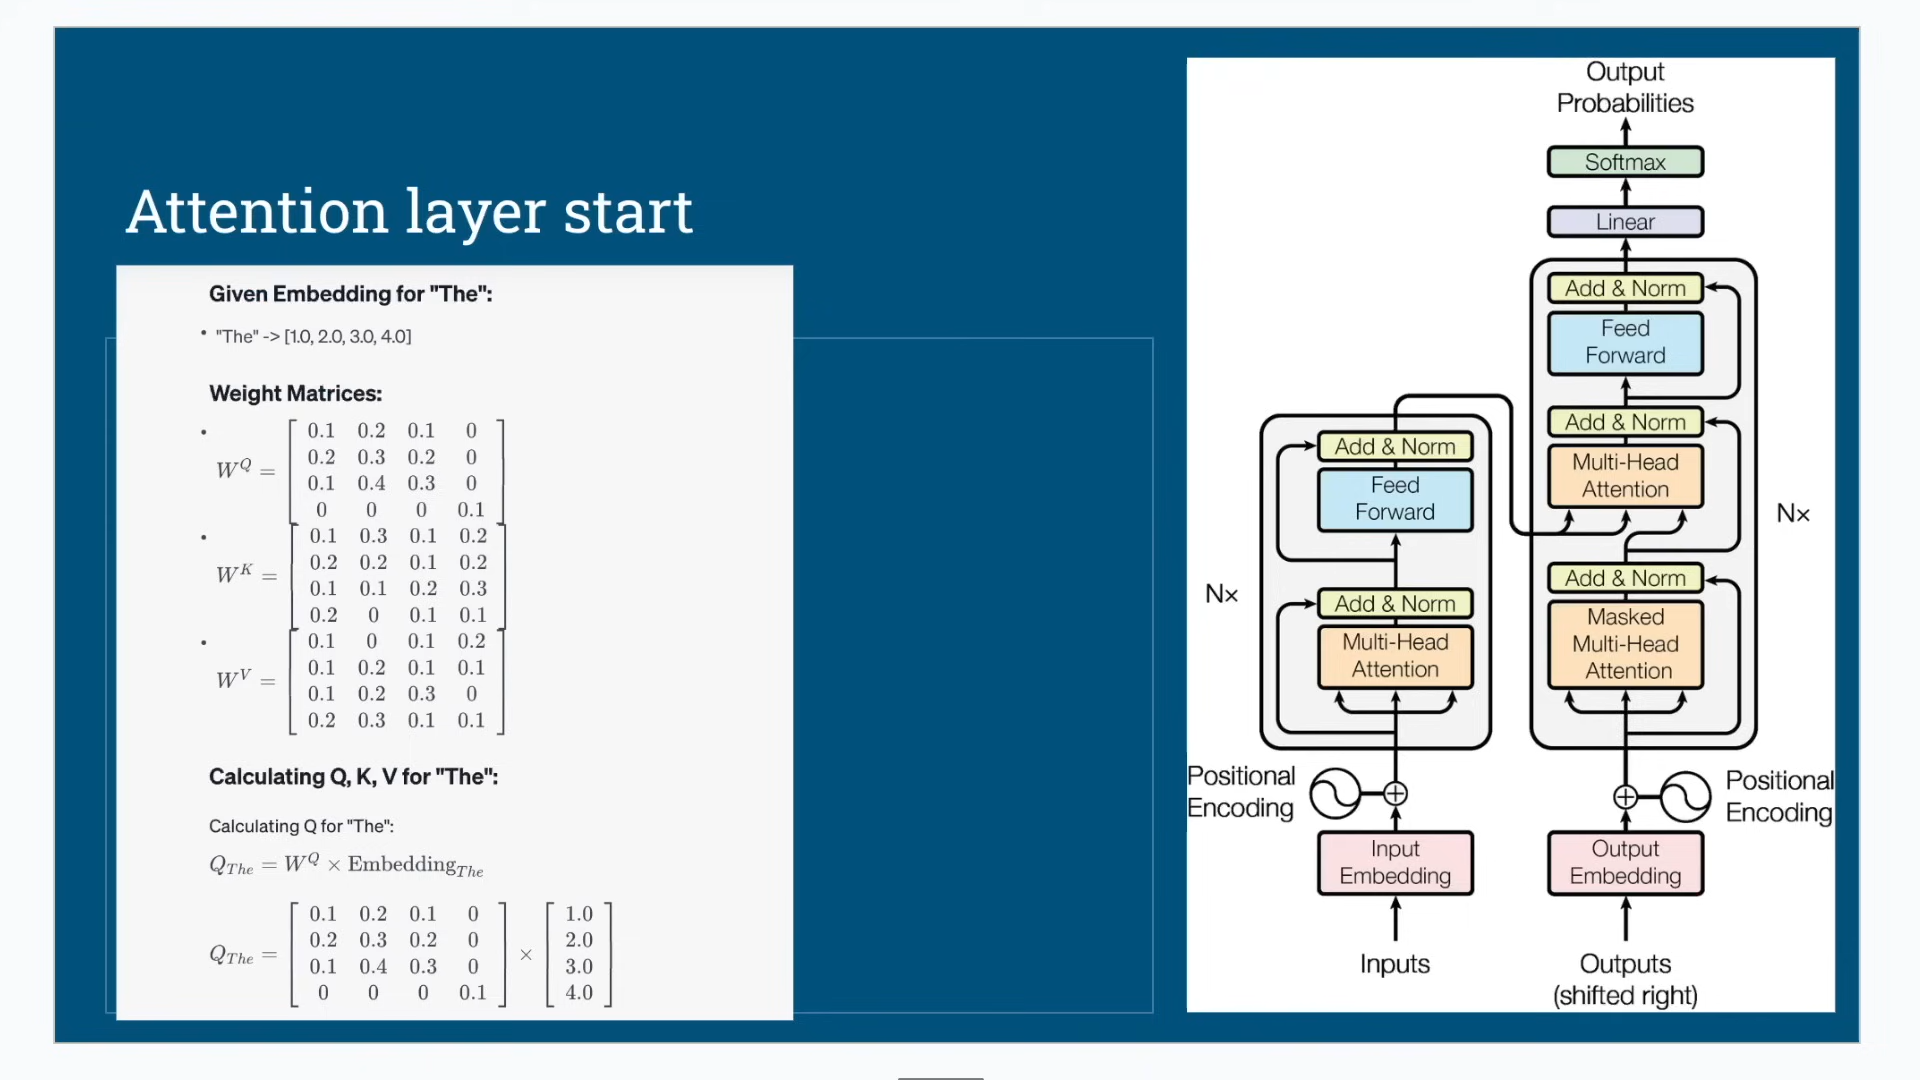 Attention layer start
Given Embedding for "The":
• "The" -> [1.0, 2.0, 3.0, 4.0]
Weight Matrices:
•
W^Q =
0.1 0.2 0.1 0
0.2 0.3 0.2 0
0.1 0.4 0.3 0
0 0 0 0.1
•
W^K =
0.1 0.3 0.1 0.2
0.2 0.2 0.1 0.2
0.1 0.1 0.2 0.3
0.2 0 0.1 0.1
•
W^V =
0.1 0 0.1 0.2
0.1 0.2 0.1 0.1
0.1 0.2 0.3 0
0.2 0.3 0.1 0.1
Calculating Q, K, V for "The":
Calculating Q for "The":
Q_The = W^Q × Embedding_The
Q_The =
0.1 0.2 0.1 0
0.2 0.3 0.2 0
0.1 0.4 0.3 0
0 0 0 0.1
×
1.0
2.0
3.0
4.0
Output
Probabilities
Softmax
Linear
Add & Norm
Feed
Forward
Add & Norm
Multi-Head
Attention
N×
Add & Norm
Masked
Multi-Head
Attention
Positional
Encoding
Output
Embedding
Outputs
(shifted right)
Add & Norm
Feed
Forward
N×
Add & Norm
Multi-Head
Attention
Positional
Encoding
Input
Embedding
Inputs